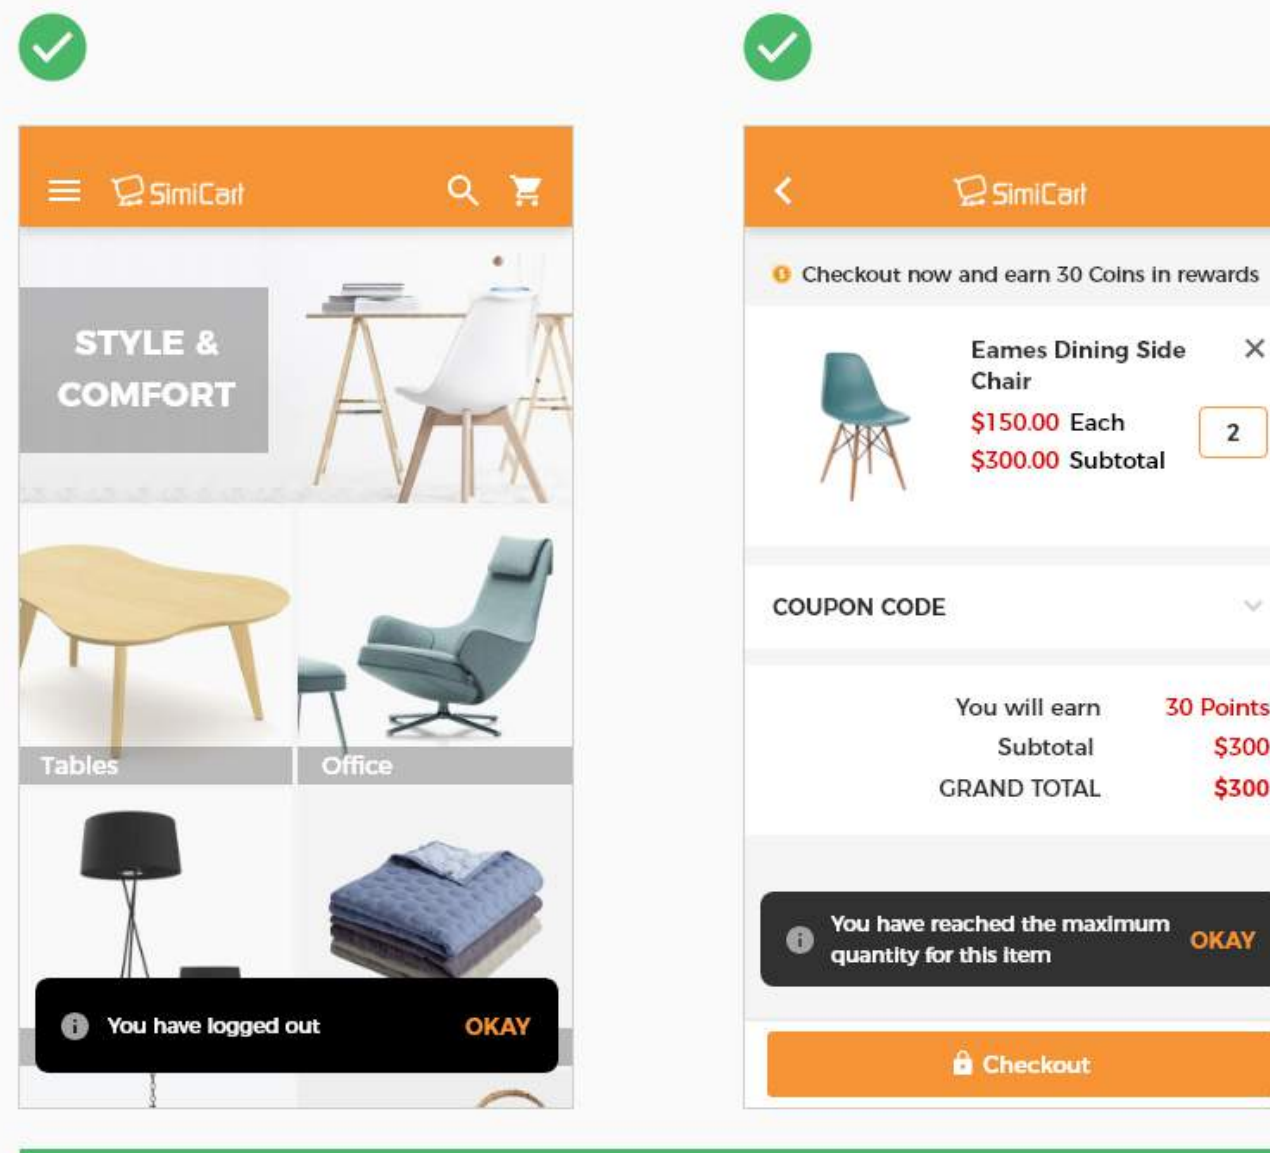 SimiCart
STYLE &
COMFORT
Tables
Office
You have logged out
OKAY
SimiCart
Checkout now and earn 30 Coins in rewards
Eames Dining Side
Chair
$150.00 Each
2
$300.00 Subtotal
COUPON CODE
You will earn 30 Points
Subtotal $300
GRAND TOTAL $300
You have reached the maximum
quantity for this item
OKAY
Checkout